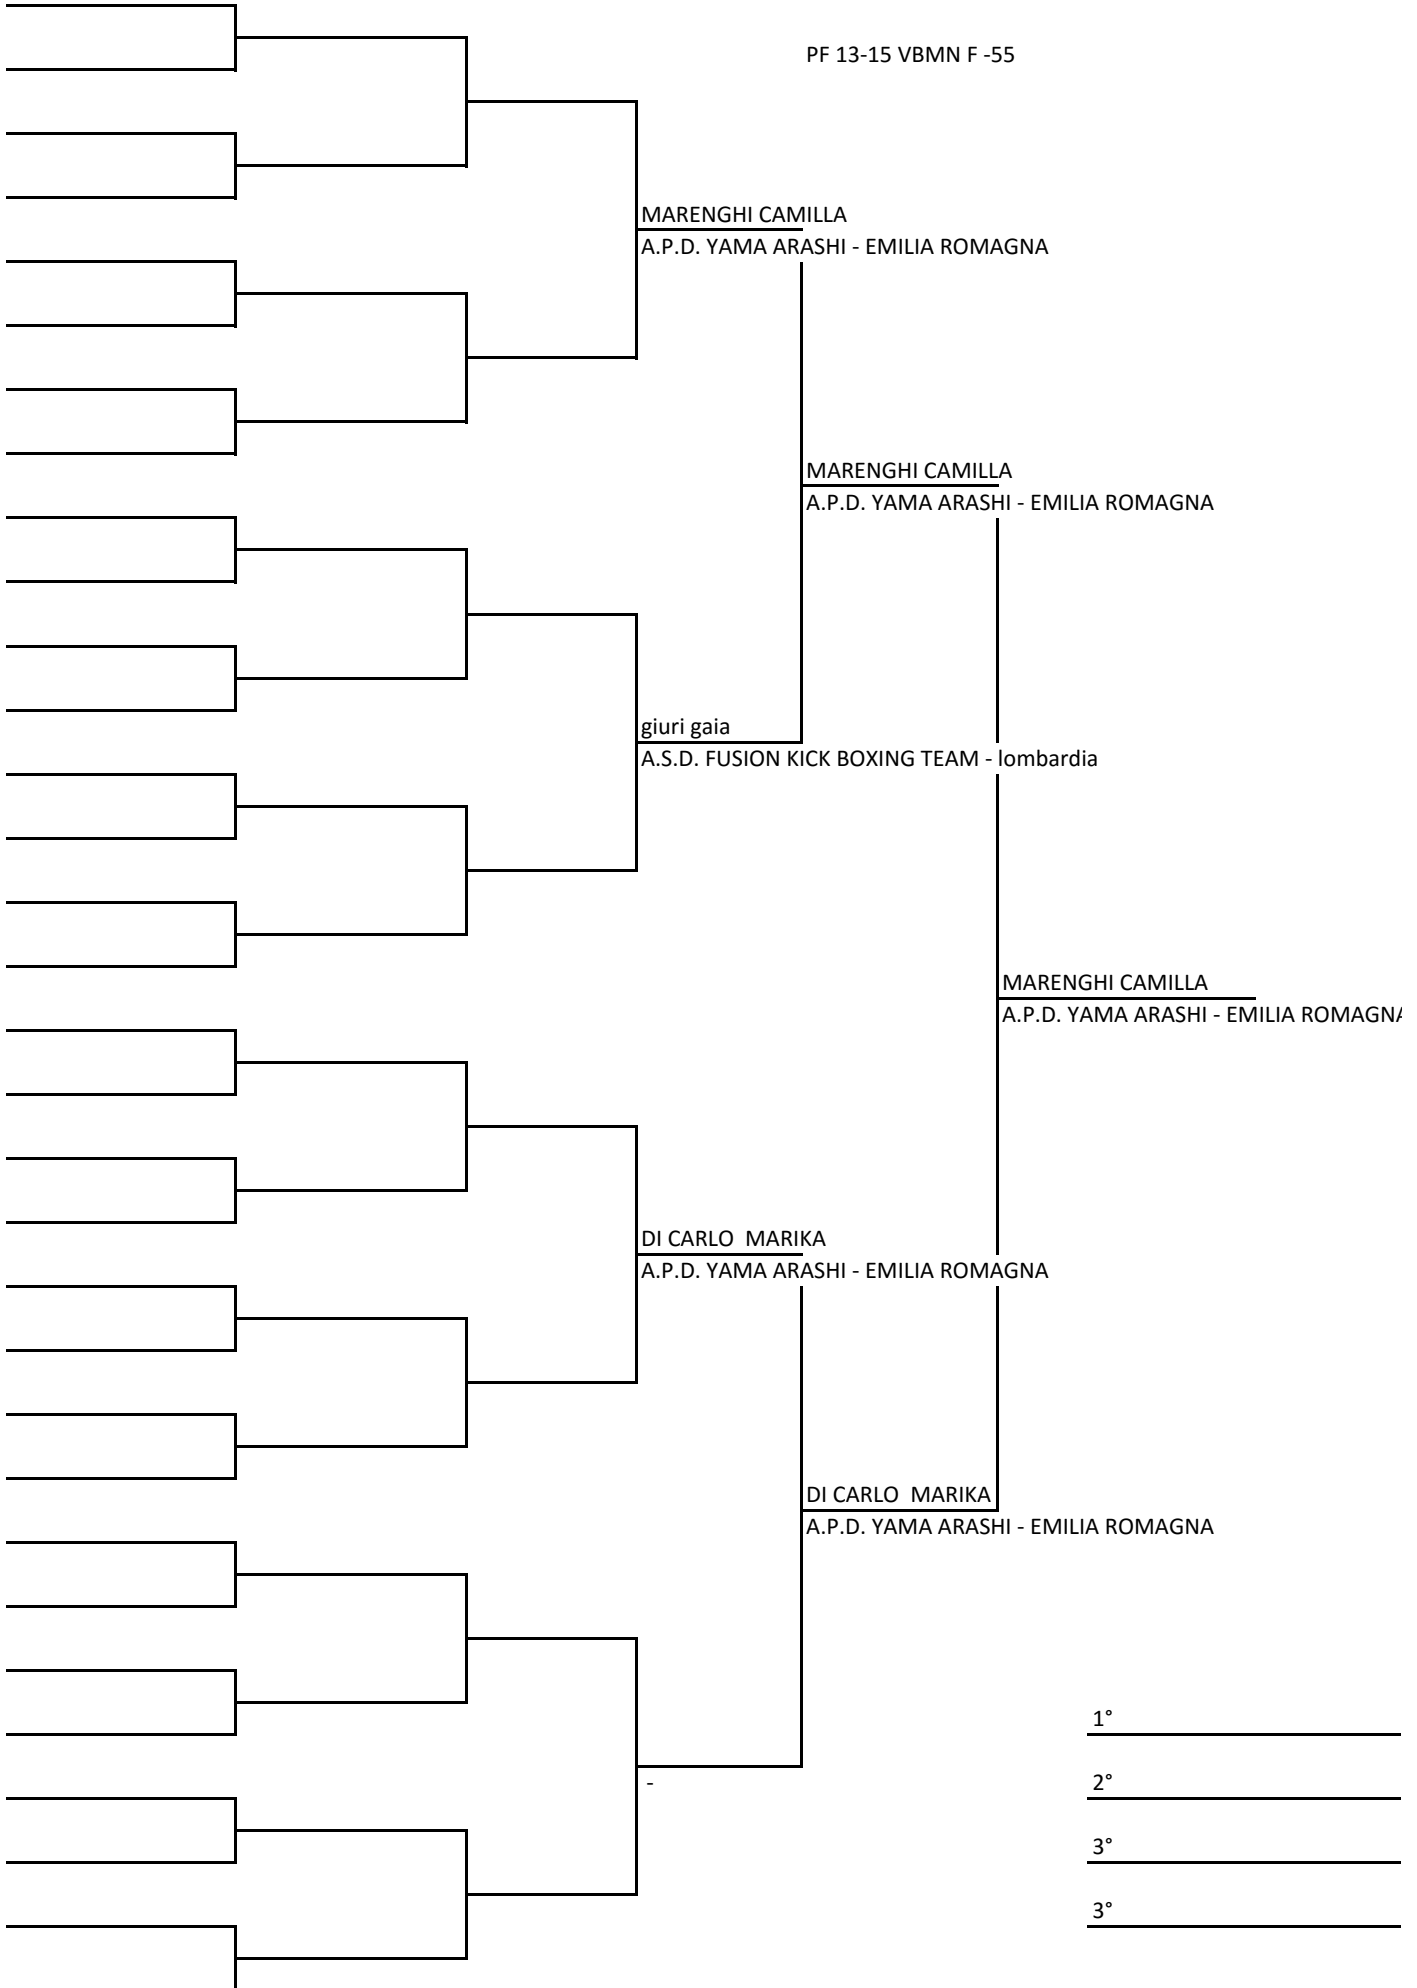 PF 13-15 VBMN F -55
MARENGHI CAMILLA
A.P.D. YAMA ARASHI - EMILIA ROMAGNA
MARENGHI CAMILLA
A.P.D. YAMA ARASHI - EMILIA ROMAGNA
giuri gaia
A.S.D. FUSION KICK BOXING TEAM - lombardia
MARENGHI CAMILLA
A.P.D. YAMA ARASHI - EMILIA ROMAGNA
DI CARLO  MARIKA
A.P.D. YAMA ARASHI - EMILIA ROMAGNA
DI CARLO  MARIKA
A.P.D. YAMA ARASHI - EMILIA ROMAGNA
1°
-
2°
3°
3°